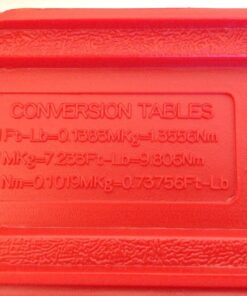 CONVERSION TABLES
1Ft-Lb=0.1383MKg=1.3556Nm
1MKg=7.233Ft-Lb=9.806Nm
1Nm=0.1019MKg=0.73756Ft-Lb